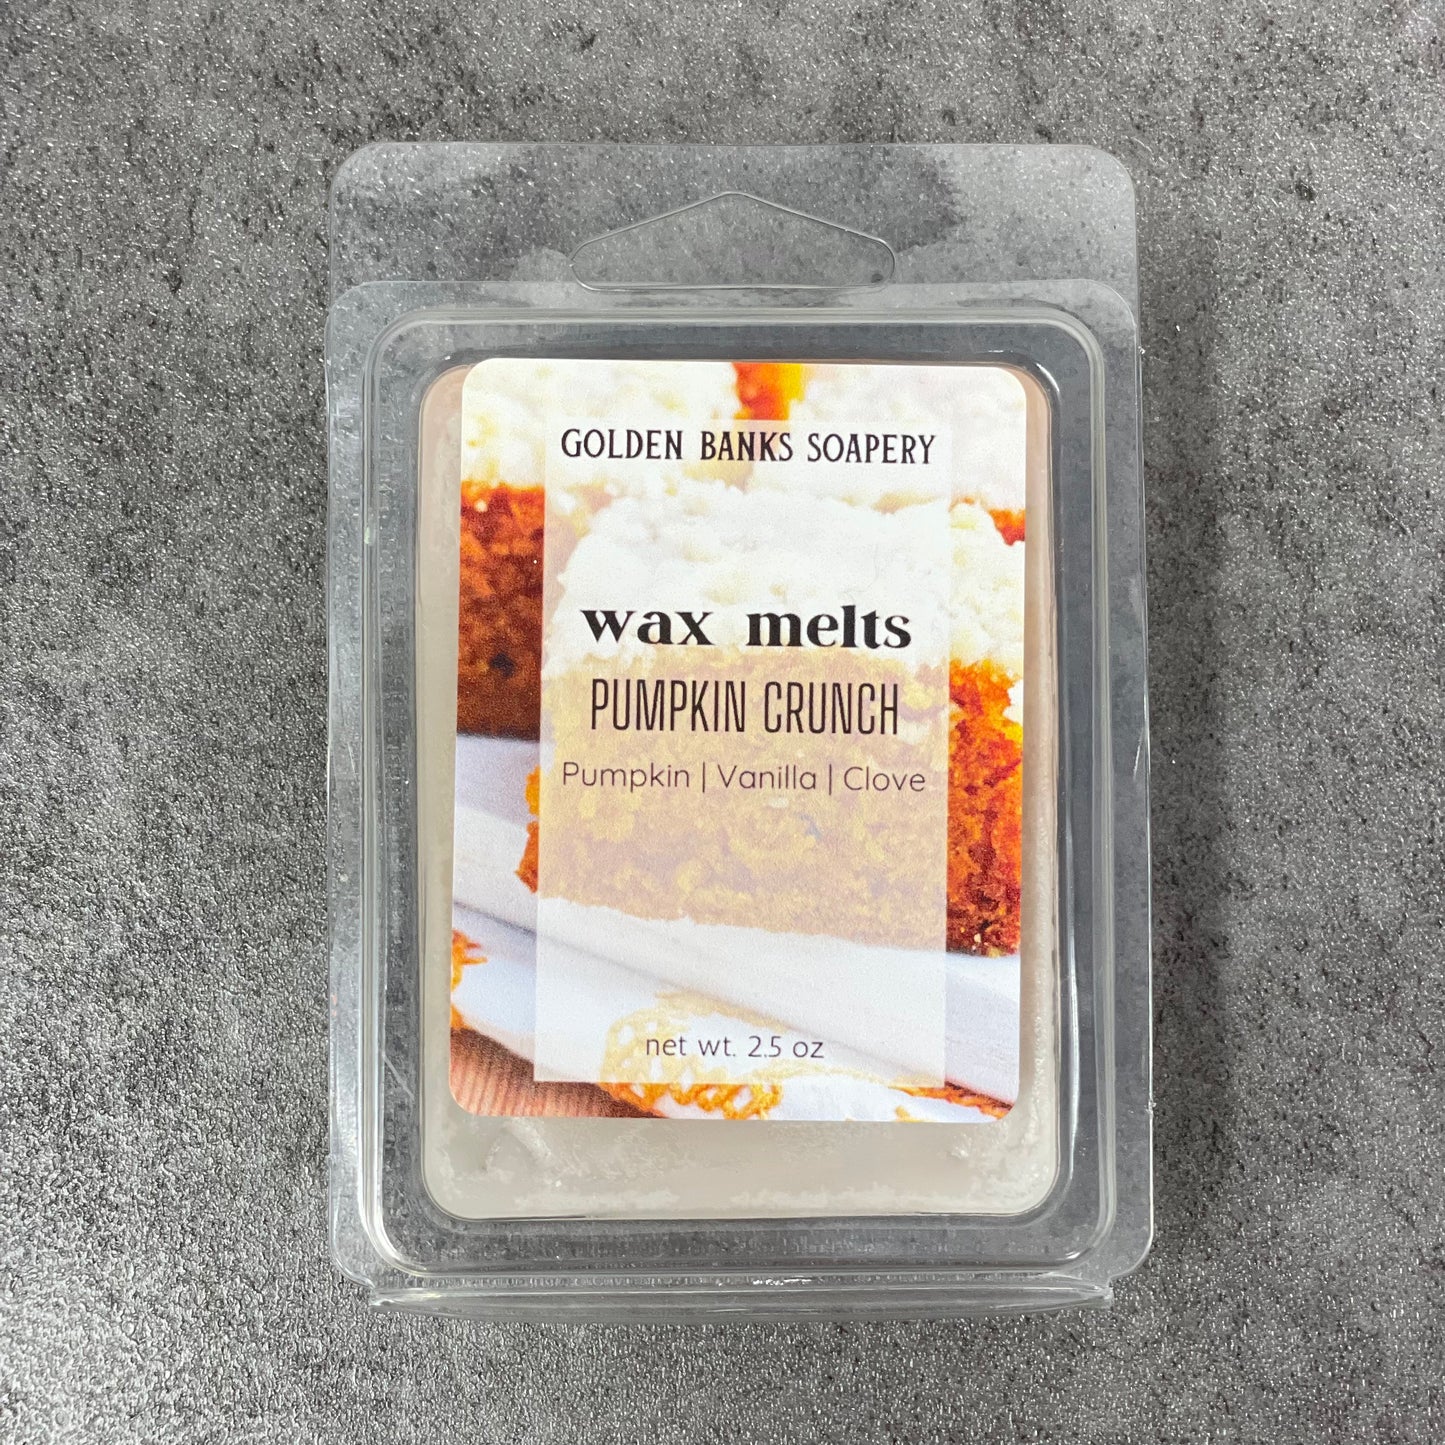 GOLDEN BANKS SOAPERY
wax melts
PUMPKIN CRUNCH
Pumpkin | Vanilla | Clove
net wt. 2.5 oz